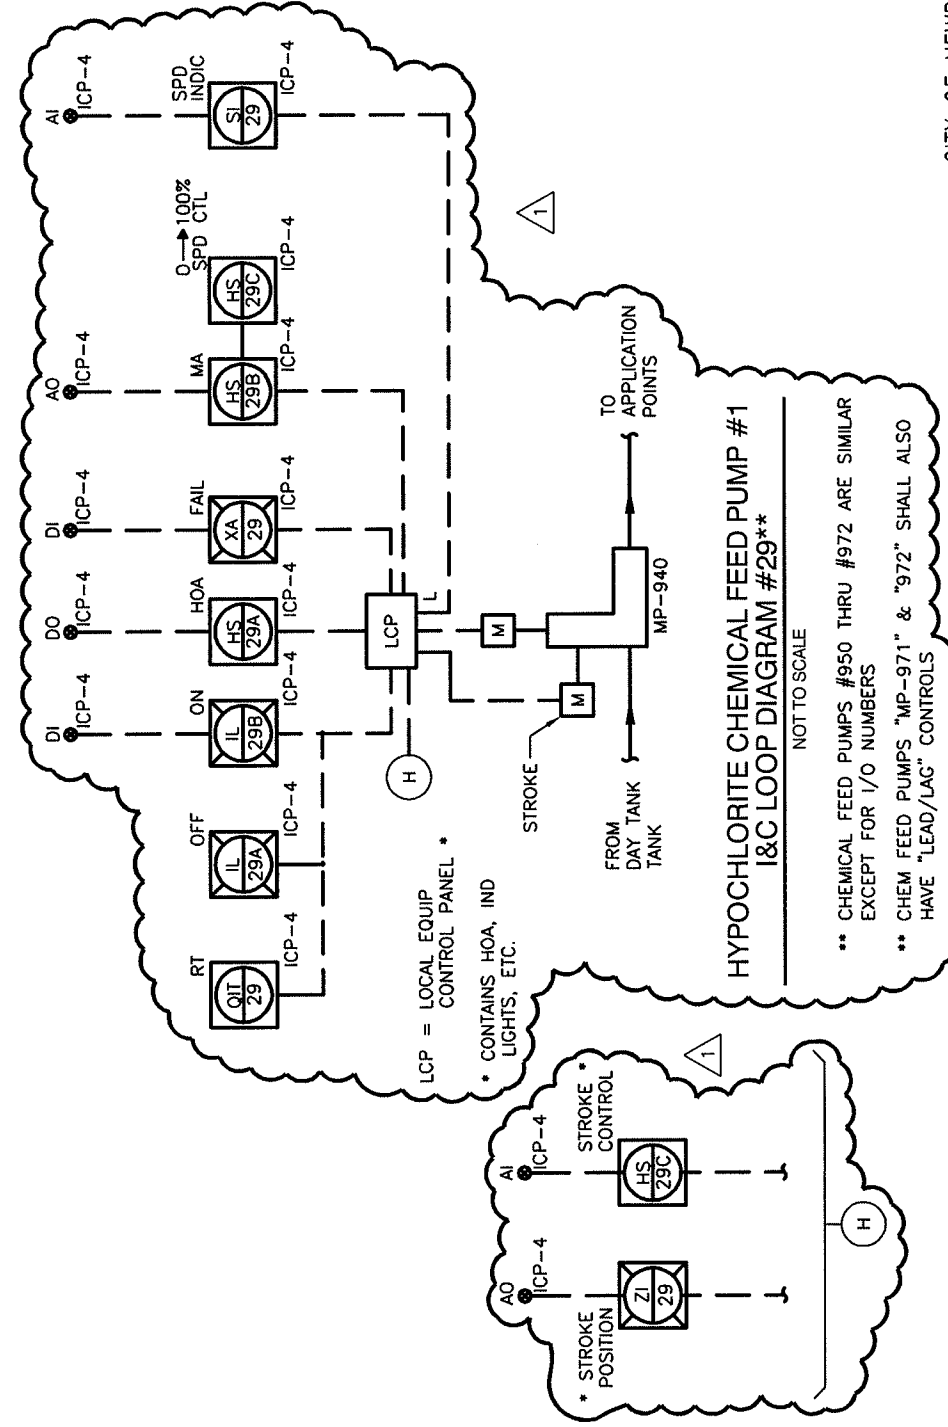 AI
ICP-4
AO
ICP-4
DI
ICP-4
DO
ICP-4
DI
ICP-4
SPD
INDIC
SI
29
ICP-4
0 → 100%
SPD CTL
HS
29C
ICP-4
MA
HS
29B
ICP-4
FAIL
XA
29
ICP-4
HOA
HS
29A
ICP-4
ON
IL
29B
ICP-4
OFF
IL
29A
ICP-4
RT
QIT
29
ICP-4
LCP
L
H
LCP = LOCAL EQUIP
CONTROL PANEL *
* CONTAINS HOA, IND
LIGHTS, ETC.
M
M
STROKE
MP-940
FROM
DAY TANK
TANK
TO
APPLICATION
POINTS
1
HYPOCHLORITE CHEMICAL FEED PUMP #1
I&C LOOP DIAGRAM #29**
NOT TO SCALE
** CHEMICAL FEED PUMPS #950 THRU #972 ARE SIMILAR
EXCEPT FOR I/O NUMBERS
** CHEM FEED PUMPS "MP-971" & "972" SHALL ALSO
HAVE "LEAD/LAG" CONTROLS
AO
ICP-4
AI
ICP-4
* STROKE
POSITION
ZI
29
STROKE *
CONTROL
HS
29C
1
H